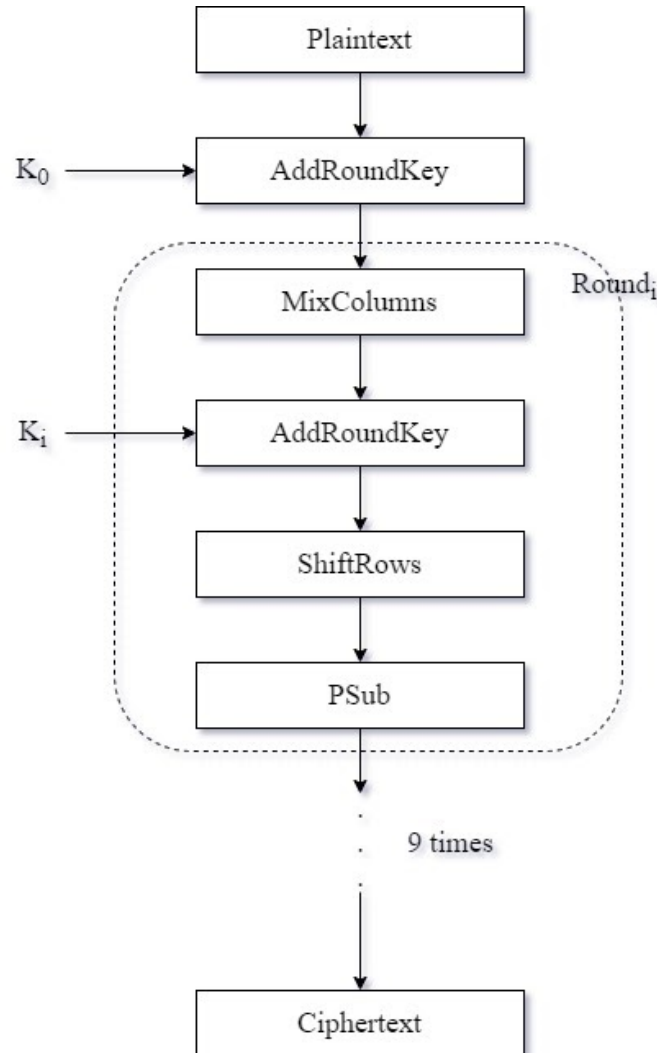 Plaintext
K0
AddRoundKey
MixColumns
Roundi
Ki
AddRoundKey
ShiftRows
PSub
9 times
Ciphertext